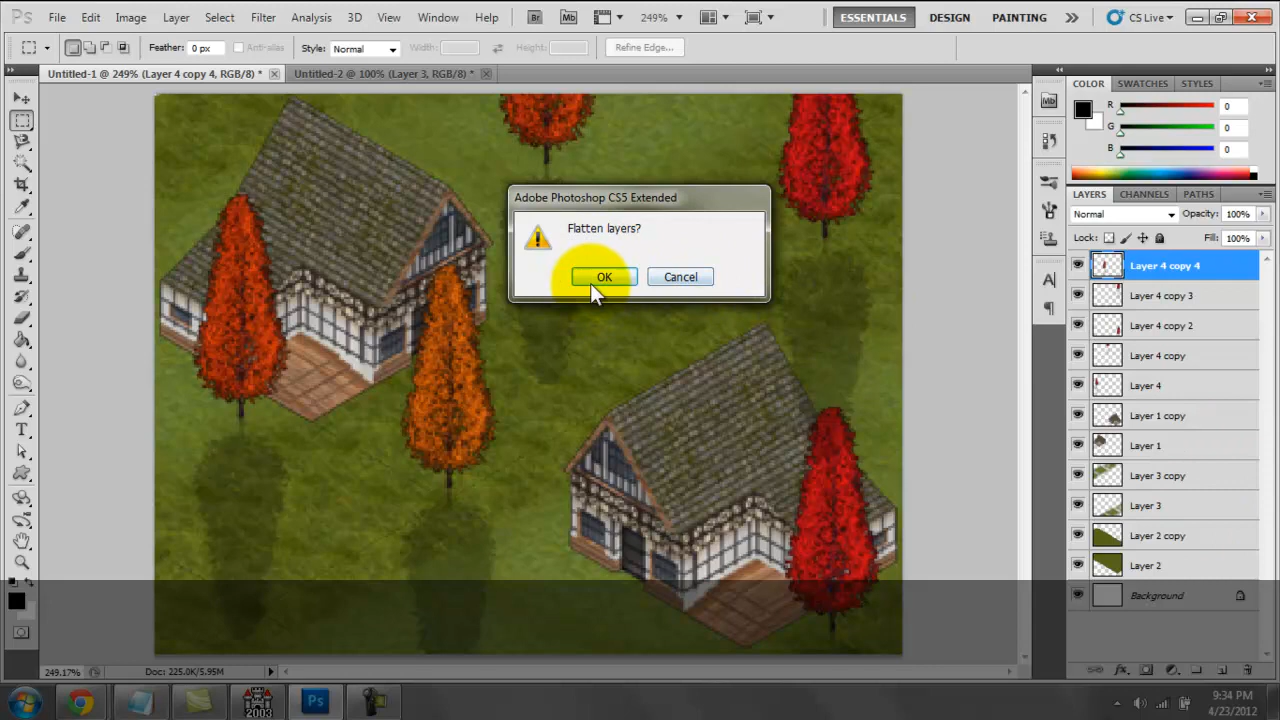 Ps File Edit Image Layer Select Filter Analysis 3D View Window Help Br Mb 249% ESSENTIALS DESIGN PAINTING CS Live
Feather: 0 px Anti-alias Style: Normal Width: Height: Refine Edge...
Untitled-1 @ 249% (Layer 4 copy 4, RGB/8) * Untitled-2 @ 100% (Layer 3, RGB/8) *
COLOR SWATCHES STYLES
R 0
G 0
B 0
LAYERS CHANNELS PATHS
Normal Opacity: 100%
Lock: Fill: 100%
Layer 4 copy 4
Layer 4 copy 3
Layer 4 copy 2
Layer 4 copy
Layer 4
Layer 1 copy
Layer 1
Layer 3 copy
Layer 3
Layer 2 copy
Layer 2
Background
Adobe Photoshop CS5 Extended
Flatten layers?
OK Cancel
249.17% Doc: 225.0K/5.95M
2003 Ps
9:34 PM
4/23/2012